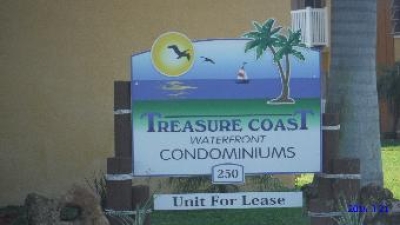 TREASURE COAST
WATERFRONT
CONDOMINIUMS
250
Unit For Lease